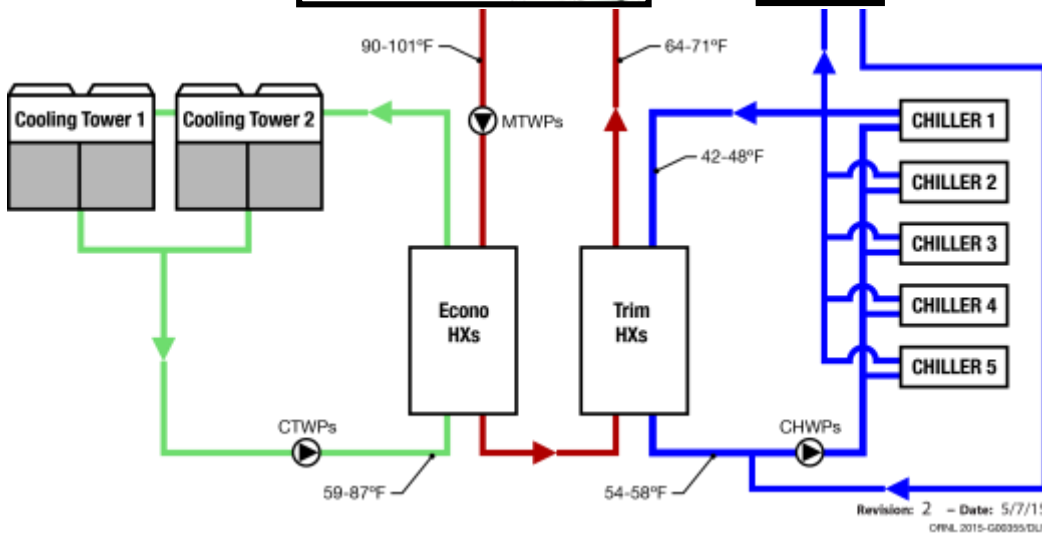 90-101ºF
64-71ºF
Cooling Tower 1
Cooling Tower 2
MTWPs
CHILLER 1
42-48ºF
CHILLER 2
CHILLER 3
Econo
HXs
Trim
HXs
CHILLER 4
CHILLER 5
CTWPs
CHWPs
59-87ºF
54-58ºF
Revision: 2 – Date: 5/7/15
ORNL 2015-G00355/DL